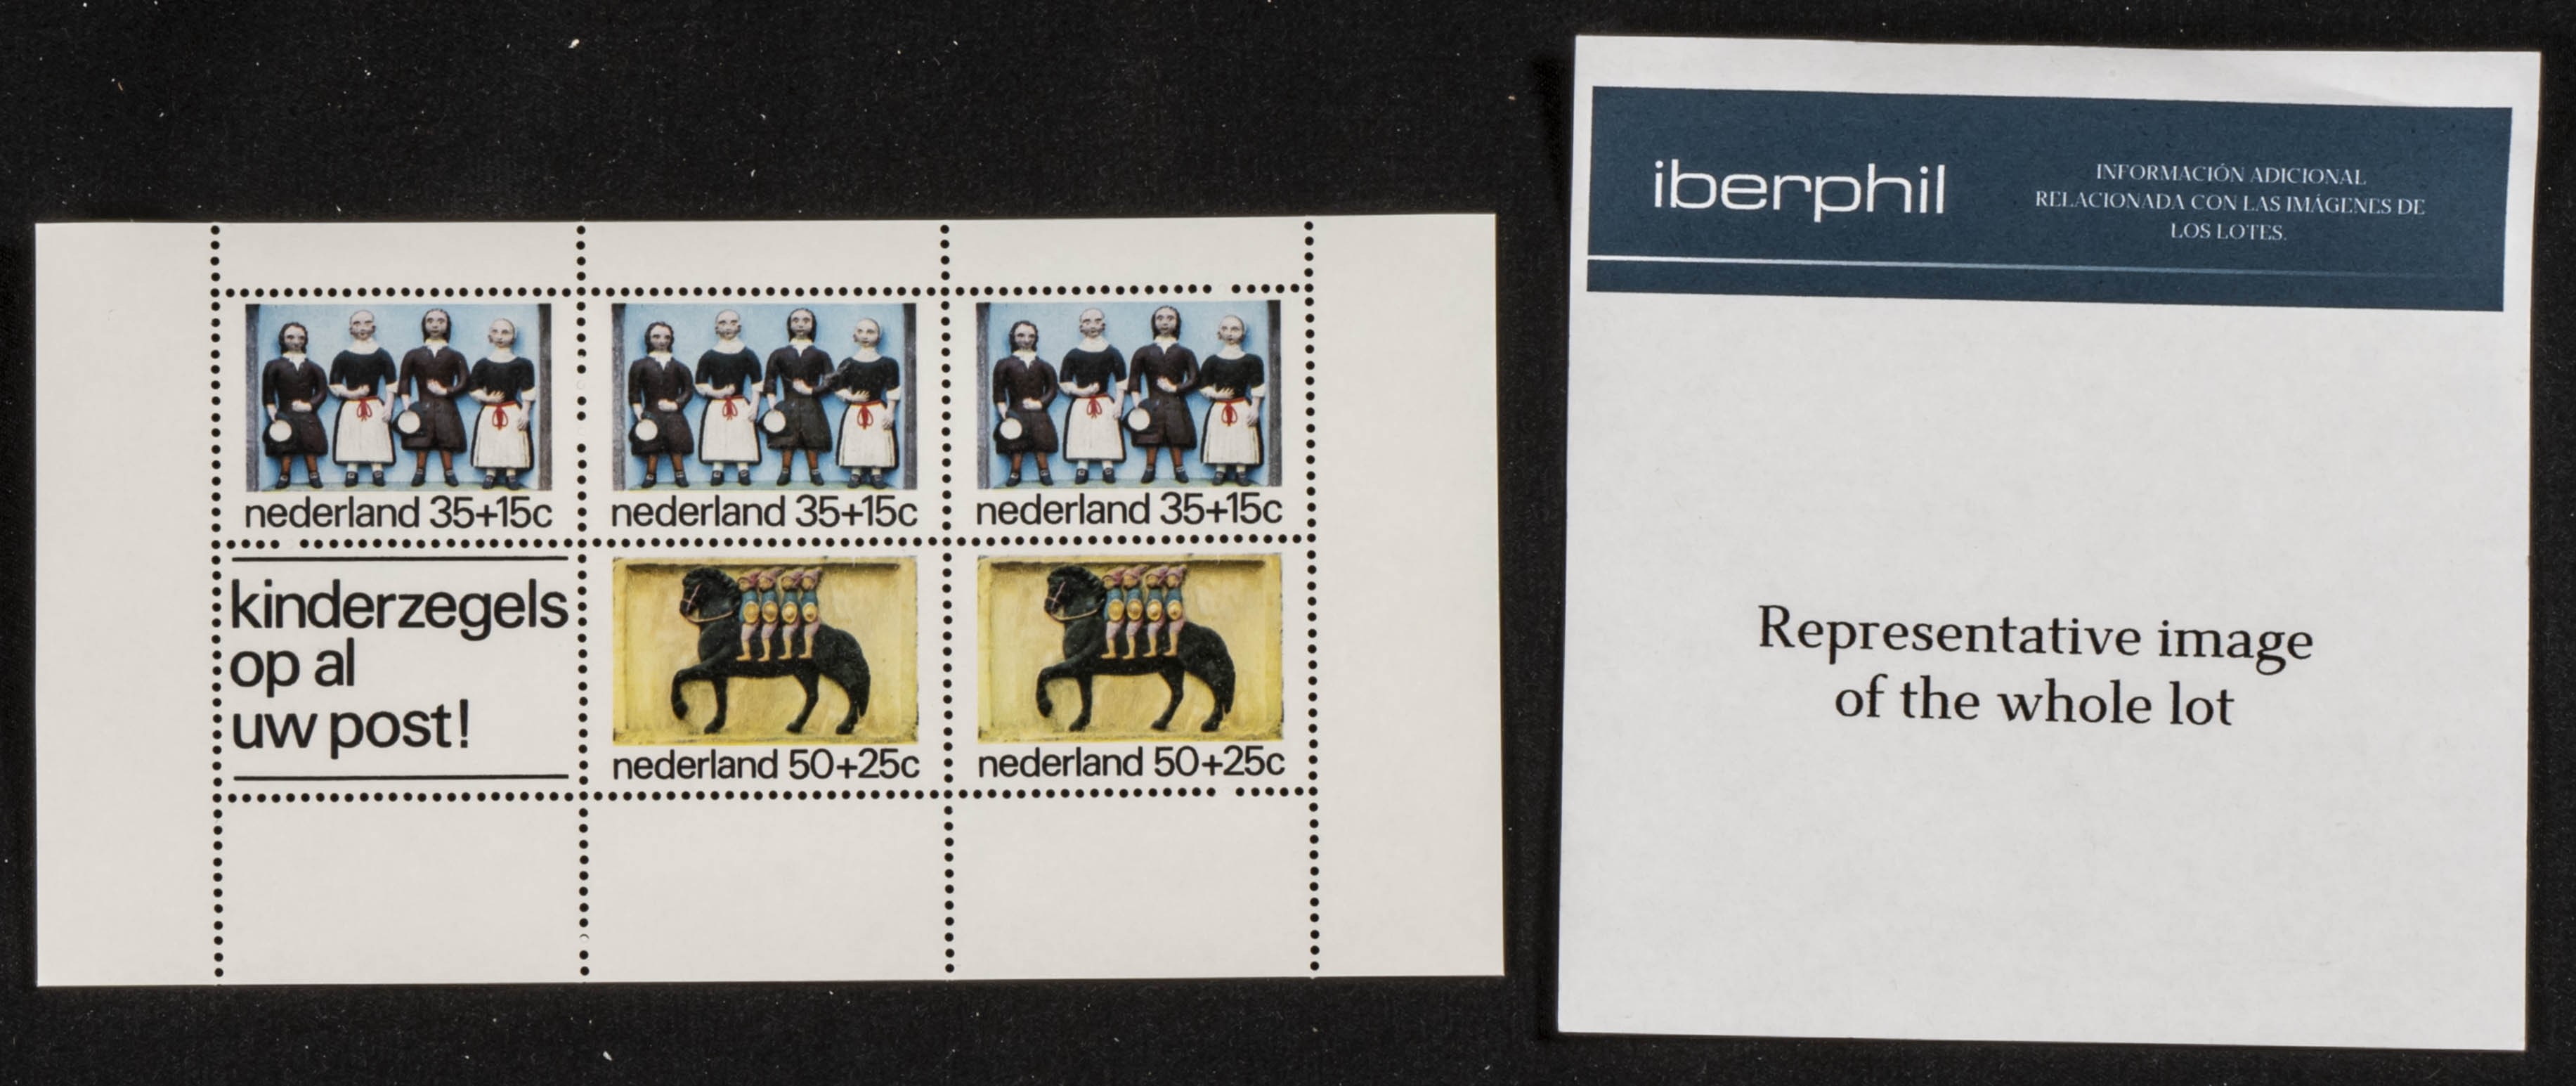 nederland 35+15c
nederland 35+15c
nederland 35+15c
kinderzegels
op al
uw post!
nederland 50+25c
nederland 50+25c
iberphil
INFORMACIÓN ADICIONAL
RELACIONADA CON LAS IMÁGENES DE
LOS LOTES.
Representative image
of the whole lot